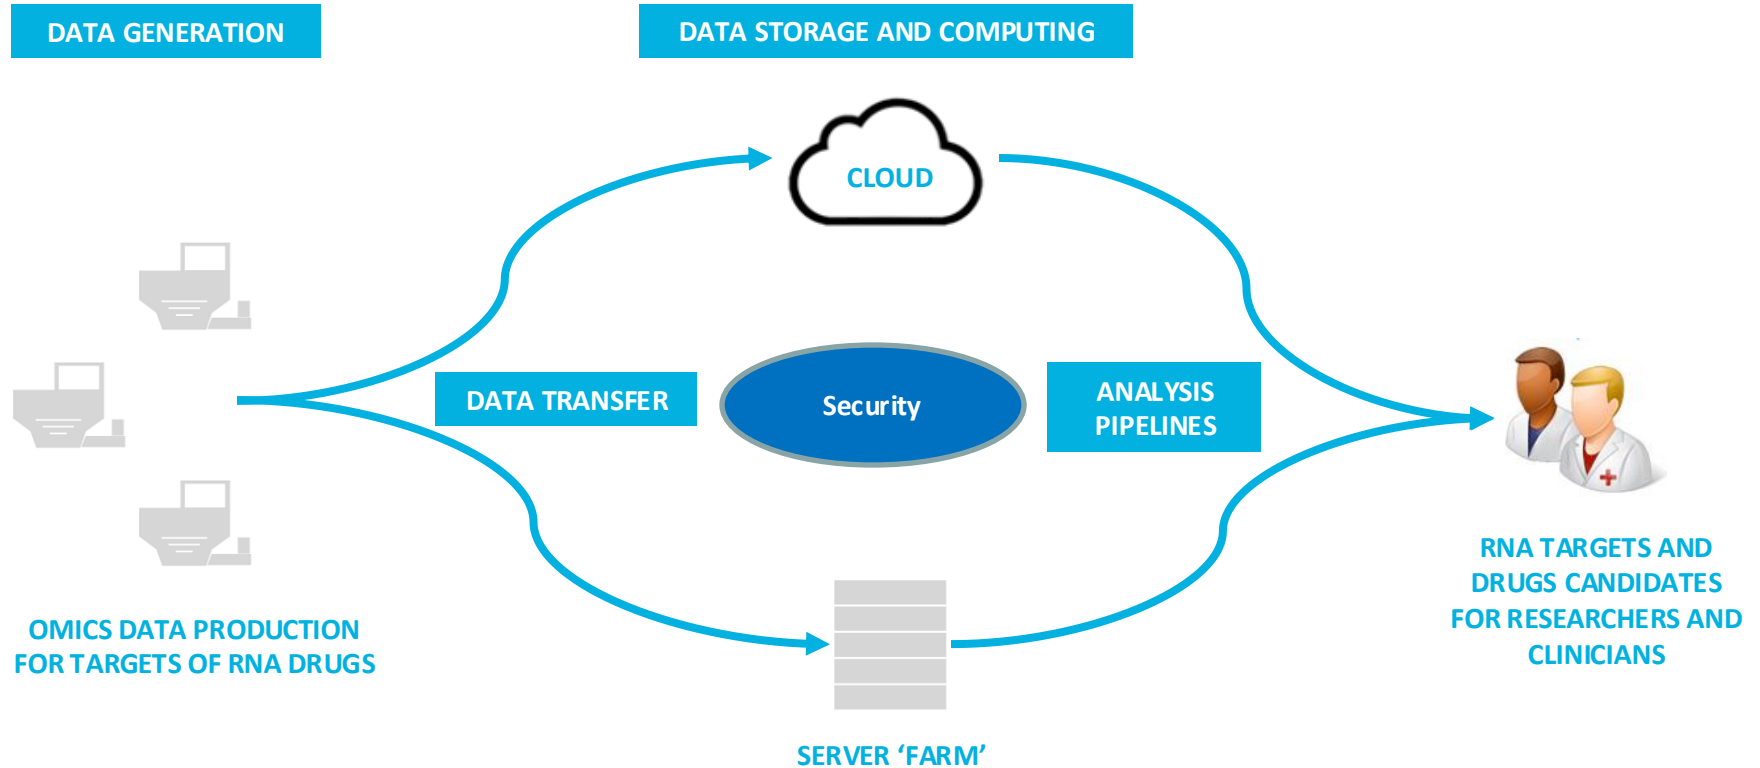 DATA GENERATION
DATA STORAGE AND COMPUTING
CLOUD
DATA TRANSFER
Security
ANALYSIS
PIPELINES
OMICS DATA PRODUCTION
FOR TARGETS OF RNA DRUGS
RNA TARGETS AND
DRUGS CANDIDATES
FOR RESEARCHERS AND
CLINICIANS
SERVER ‘FARM’